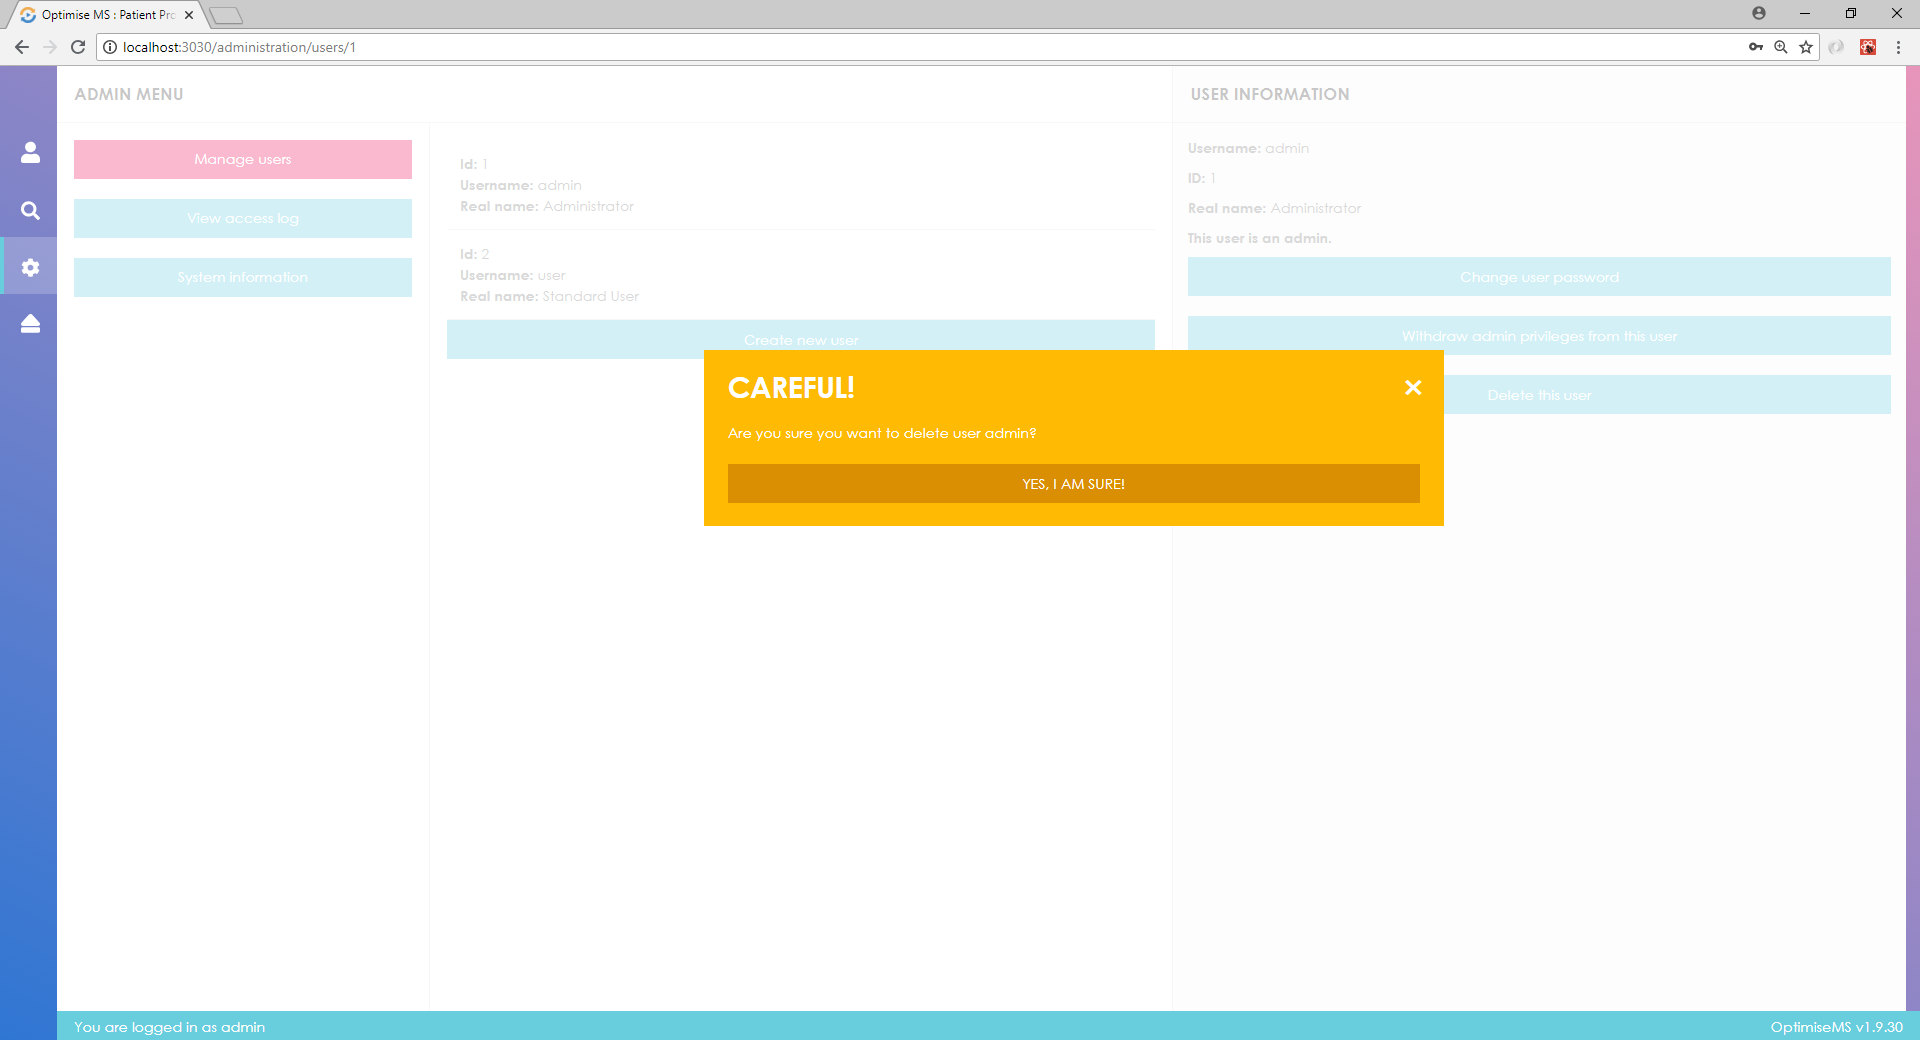 Optimise MS : Patient Pro
localhost:3030/administration/users/1
ADMIN MENU
USER INFORMATION
Manage users
View access log
System information
Id: 1
Username: admin
Real name: Administrator
Id: 2
Username: user
Real name: Standard User
Create new user
Username: admin
ID: 1
Real name: Administrator
This user is an admin.
Change user password
Withdraw admin privileges from this user
Delete this user
CAREFUL!
Are you sure you want to delete user admin?
YES, I AM SURE!
You are logged in as admin
OptimiseMS v1.9.30